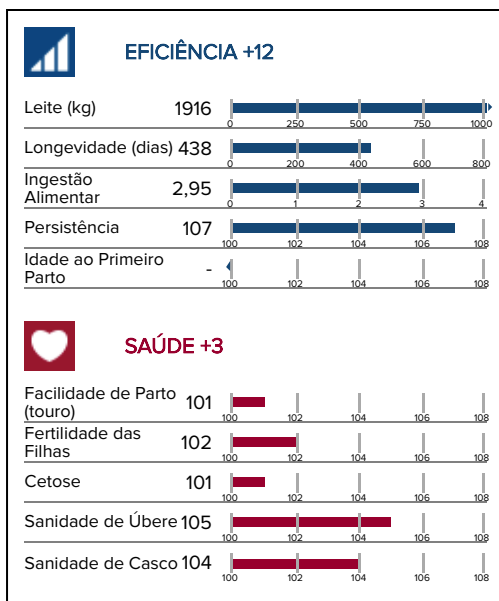 EFICIÊNCIA +12
Leite (kg) 1916
0 250 500 750 1000
Longevidade (dias) 438
0 200 400 600 800
Ingestão
Alimentar 2,95
0 1 2 3 4
Persistência 107
100 102 104 106 108
Idade ao Primeiro
Parto -
100 102 104 106 108
SAÚDE +3
Facilidade de Parto
(touro) 101
100 102 104 106 108
Fertilidade das
Filhas 102
100 102 104 106 108
Cetose 101
100 102 104 106 108
Sanidade de Úbere 105
100 102 104 106 108
Sanidade de Casco 104
100 102 104 106 108